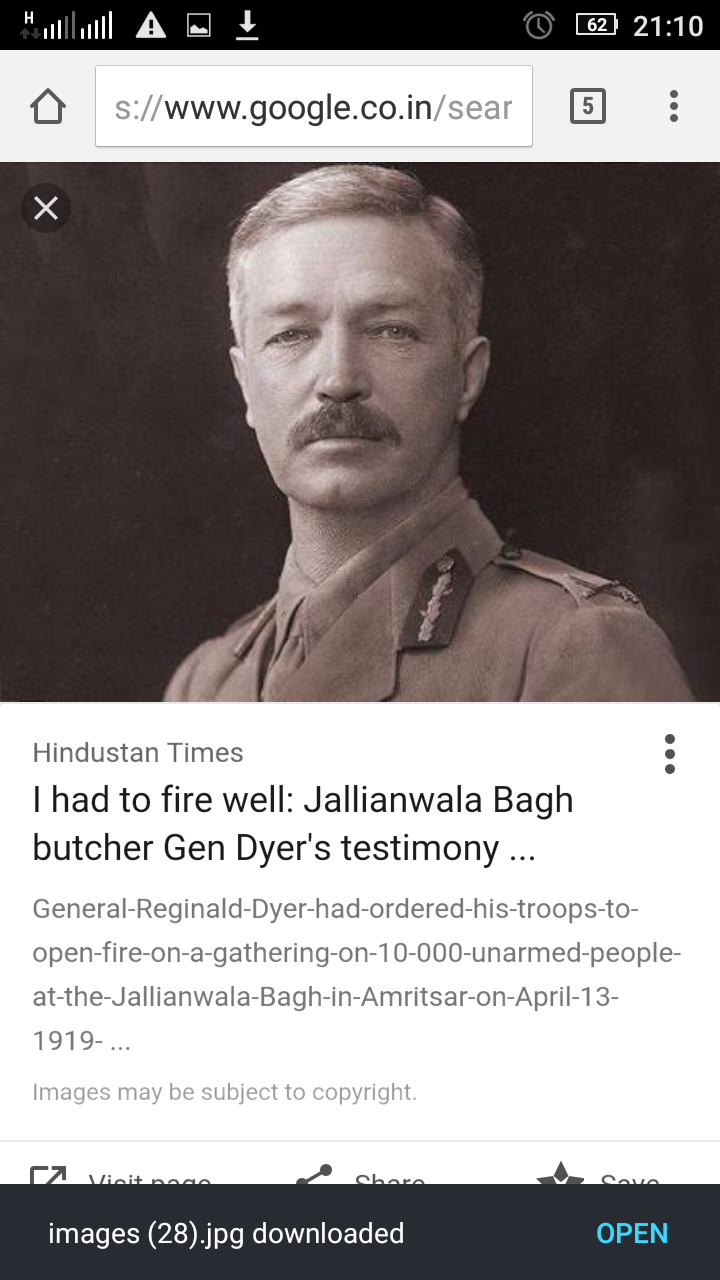 H
62
21:10
s://www.google.co.in/sear
5
Hindustan Times
I had to fire well: Jallianwala Bagh
butcher Gen Dyer's testimony ...
General-Reginald-Dyer-had-ordered-his-troops-to-
open-fire-on-a-gathering-on-10-000-unarmed-people-
at-the-Jallianwala-Bagh-in-Amritsar-on-April-13-
1919- ...
Images may be subject to copyright.
Visit page
Share
Save
images (28).jpg downloaded
OPEN